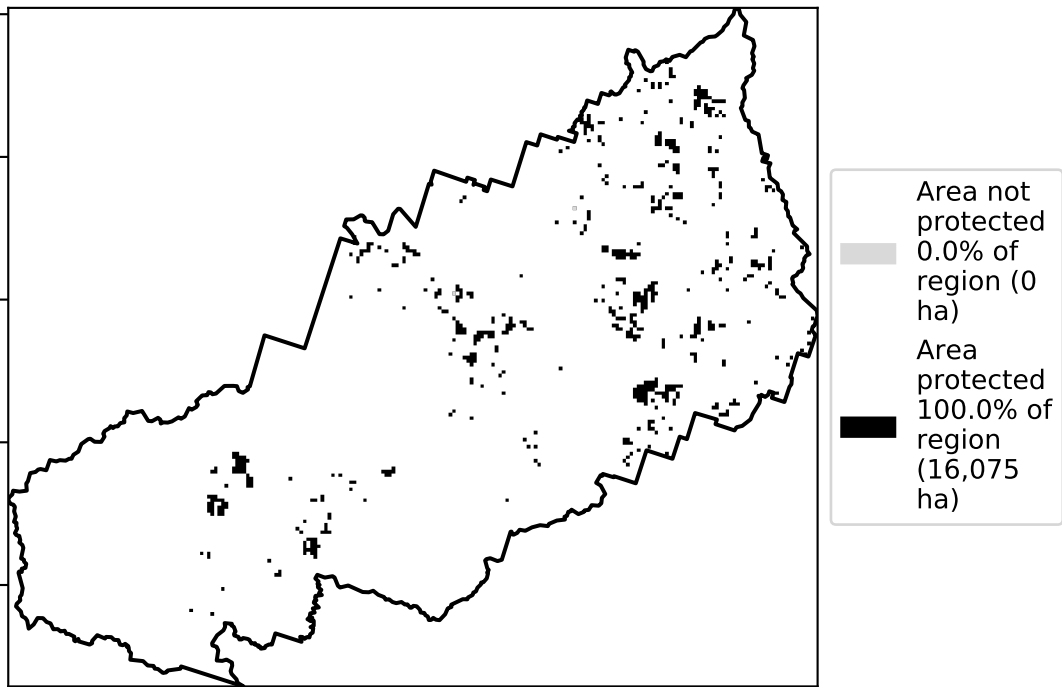 Area not
protected
0.0% of
region (0
ha)
Area
protected
100.0% of
region
(16,075
ha)